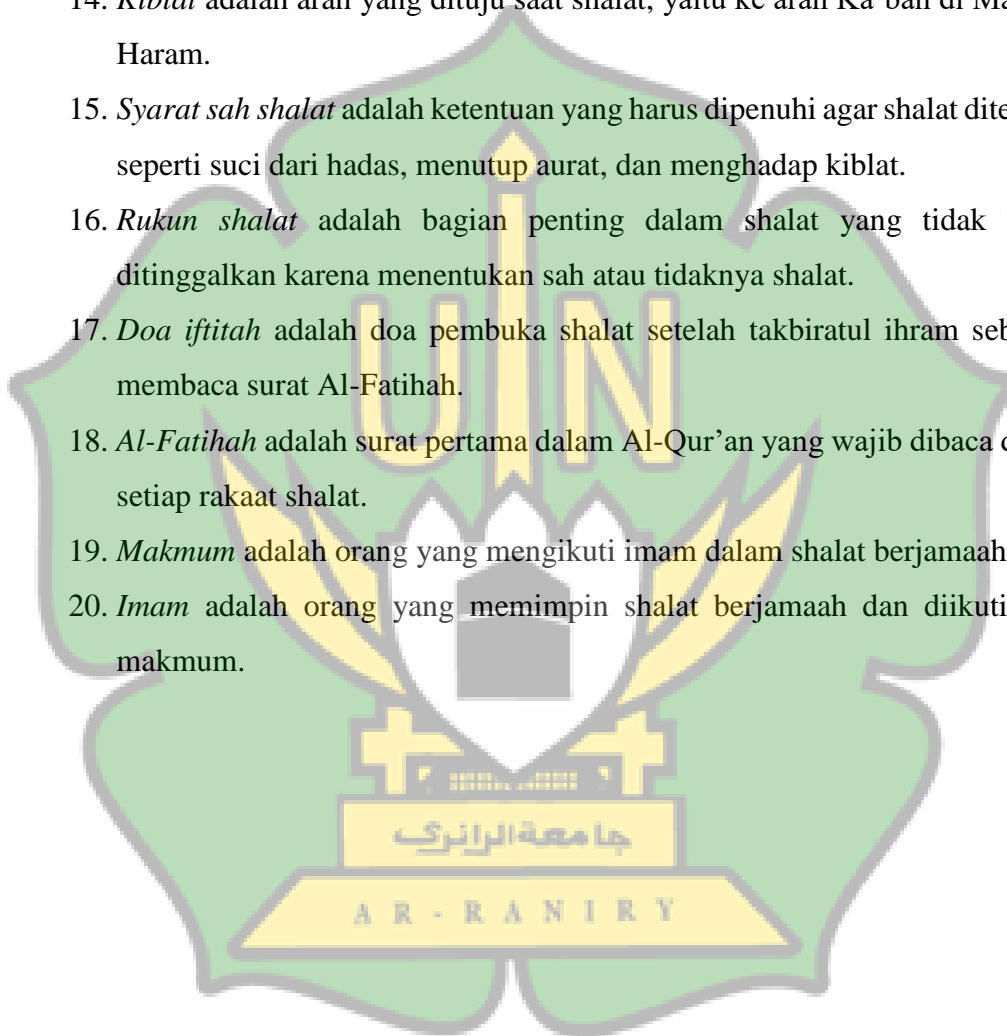 14. Kiblat adalah arah yang dituju saat shalat, yaitu ke arah Ka'bah di
Haram.
15. Syarat sah shalat adalah ketentuan yang harus dipenuhi agar shalat
seperti suci dari hadas, menutup aurat, dan menghadap kiblat.
16. Rukun shalat adalah bagian penting dalam shalat yang tidak
ditinggalkan karena menentukan sah atau tidaknya shalat.
17. Doa iftitah adalah doa pembuka shalat setelah takbiratul ihram
membaca surat Al-Fatihah.
18. Al-Fatihah adalah surat pertama dalam Al-Qur'an yang wajib dibaca
setiap rakaat shalat.
19. Makmum adalah orang yang mengikuti imam dalam shalat berjamaah
20. Imam adalah orang yang memimpin shalat berjamaah dan diikuti
makmum.
UIN
جامعة الرانري
AR-RANIRY